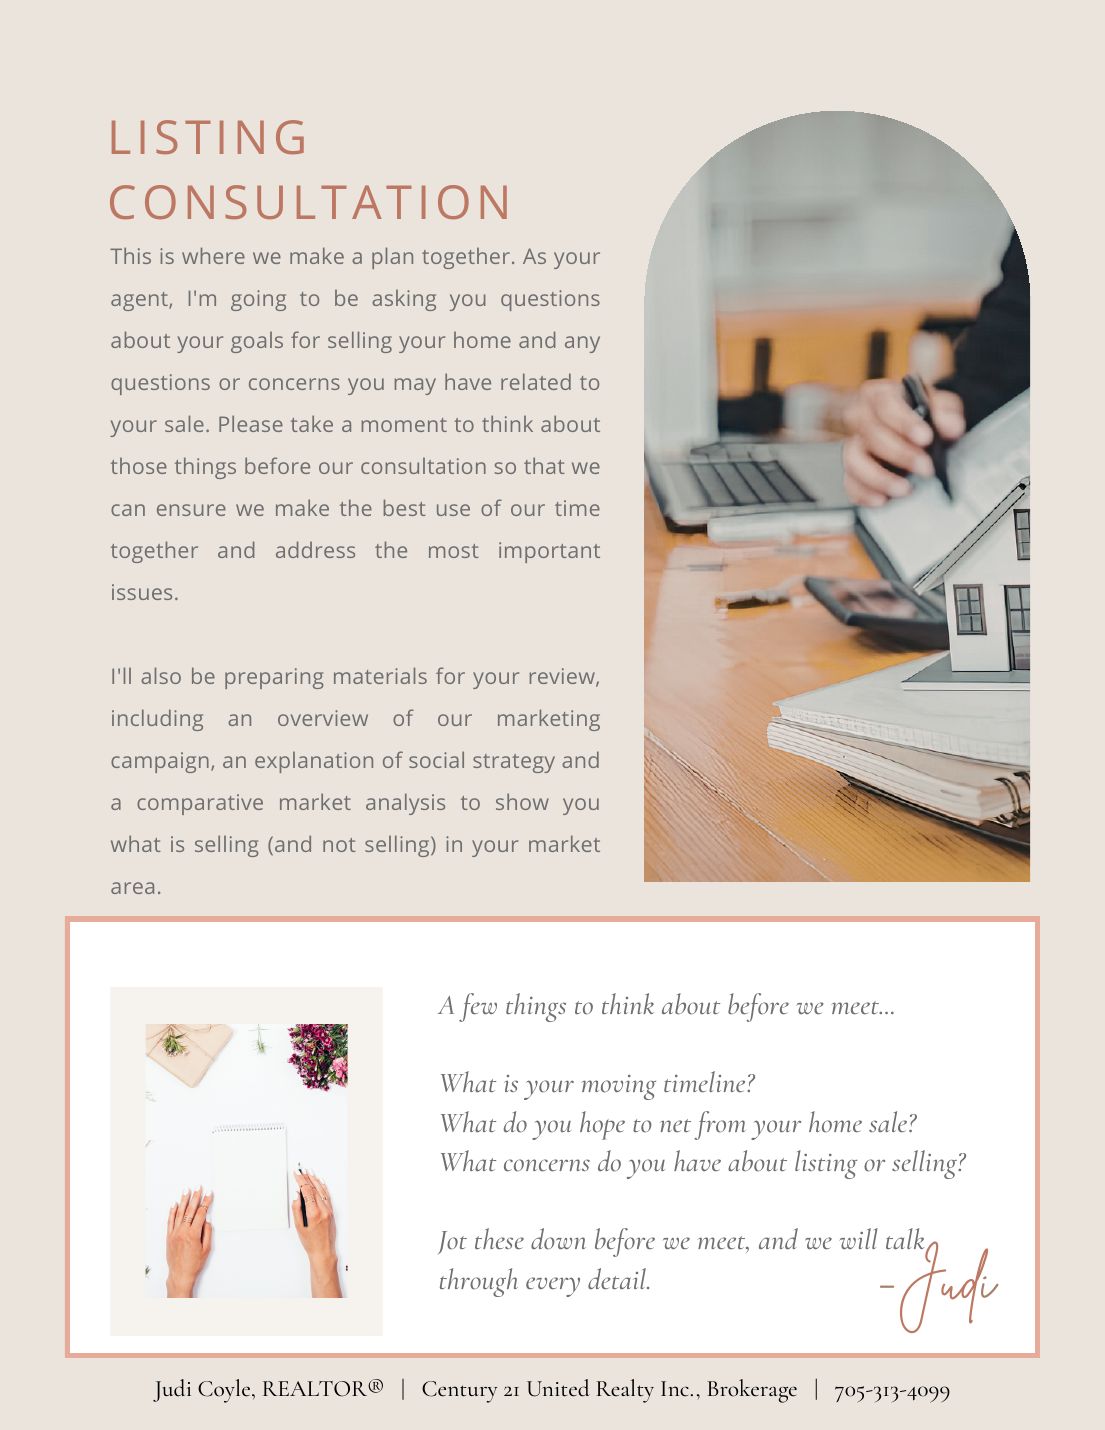 LISTING
CONSULTATION
This is where we make a plan together. As your
agent, I'm going to be asking you questions
about your goals for selling your home and any
questions or concerns you may have related to
your sale. Please take a moment to think about
those things before our consultation so that we
can ensure we make the best use of our time
together and address the most important
issues.
I'll also be preparing materials for your review,
including an overview of our marketing
campaign, an explanation of social strategy and
a comparative market analysis to show you
what is selling (and not selling) in your market
area.
A few things to think about before we meet...
What is your moving timeline?
What do you hope to net from your home sale?
What concerns do you have about listing or selling?
Jot these down before we meet, and we will talk
through every detail.
- Judi
Judi Coyle, REALTOR® | Century 21 United Realty Inc., Brokerage | 705-313-4099